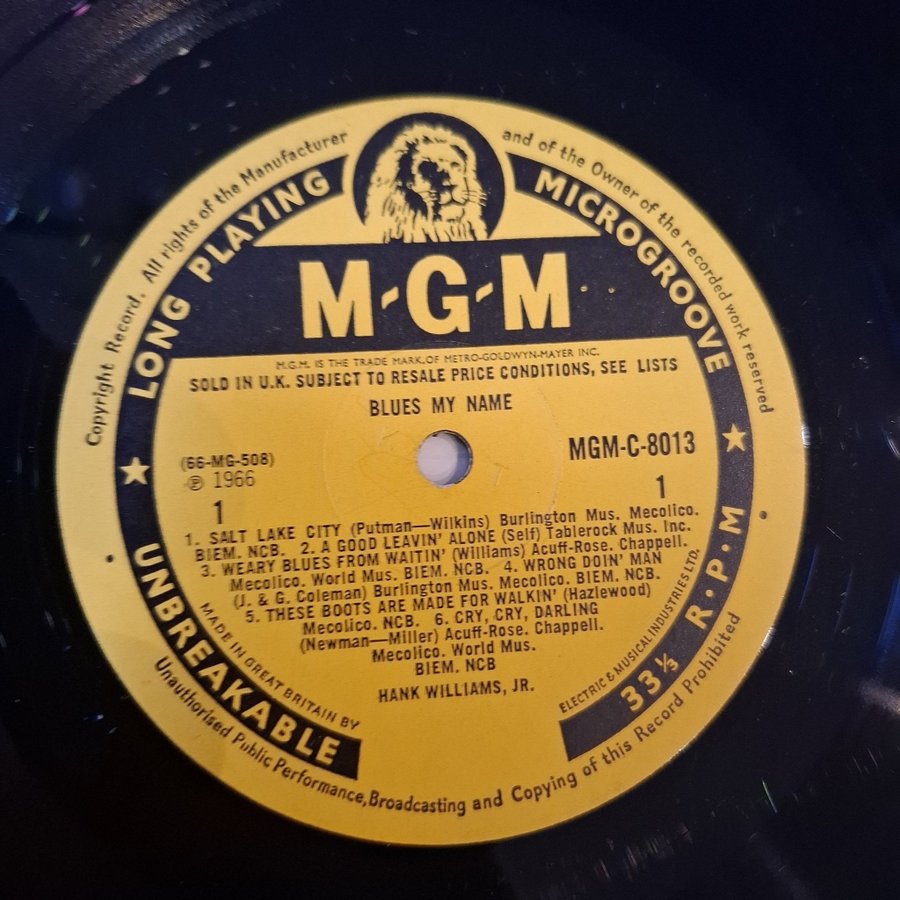 Copyright Record. All rights of the Manufacturer and of the Owner of the recorded work reserved
LONG PLAYING MICROGROOVE
M-G-M
M.G.M. IS THE TRADE MARK, OF METRO-GOLDWYN-MAYER INC.
SOLD IN U.K. SUBJECT TO RESALE PRICE CONDITIONS, SEE LISTS
BLUES MY NAME
(66-MG-508)
MGM-C-8013
Ⓟ 1966
1
1
1. SALT LAKE CITY (Putman—Wilkins) Burlington Mus. Mecolico.
BIEM. NCB. 2. A GOOD LEAVIN' ALONE (Self) Tablerock Mus. Inc.
3. WEARY BLUES FROM WAITIN' (Williams) Acuff-Rose. Chappell.
Mecolico. World Mus. BIEM. NCB. 4. WRONG DOIN' MAN
(J. & G. Coleman) Burlington Mus. Mecolico. BIEM. NCB.
5. THESE BOOTS ARE MADE FOR WALKIN' (Hazlewood)
Mecolico. NCB. 6. CRY, CRY, DARLING
(Newman—Miller) Acuff-Rose. Chappell.
Mecolico. World Mus.
BIEM. NCB
HANK WILLIAMS, JR.
MADE IN GREAT BRITAIN BY ELECTRIC & MUSICAL INDUSTRIES LTD.
UNBREAKABLE 33⅓ R·P·M
Unauthorised Public Performance, Broadcasting and Copying of this Record Prohibited